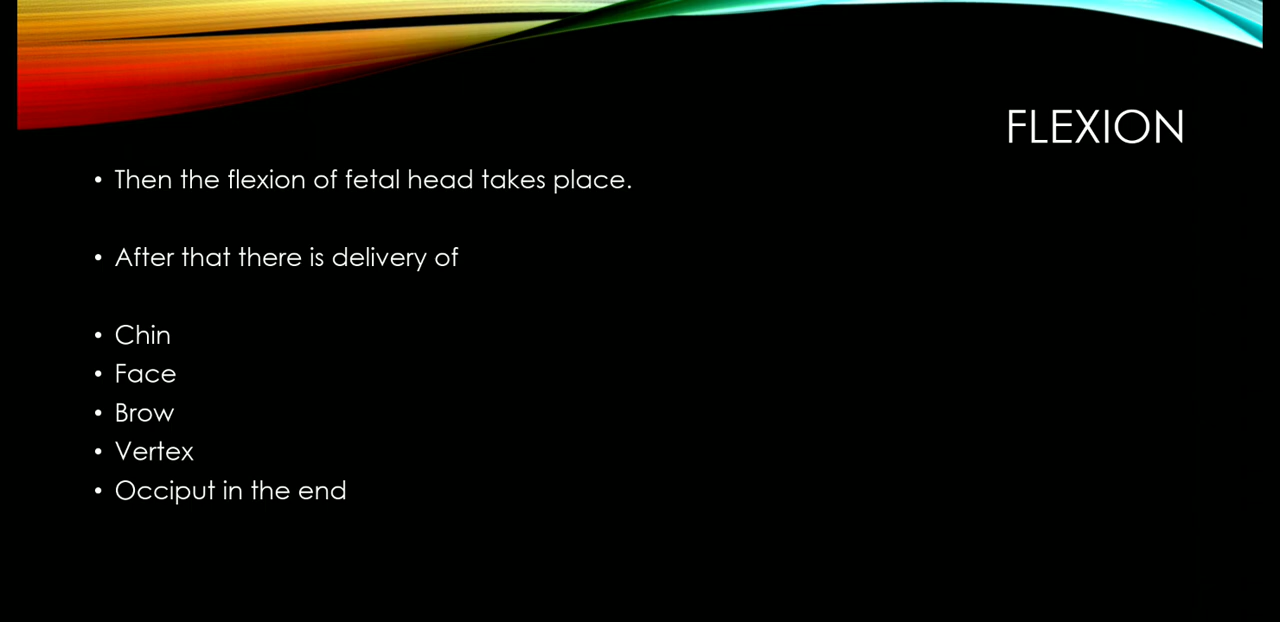 FLEXION
• Then the flexion of fetal head takes place.
• After that there is delivery of
• Chin
• Face
• Brow
• Vertex
• Occiput in the end